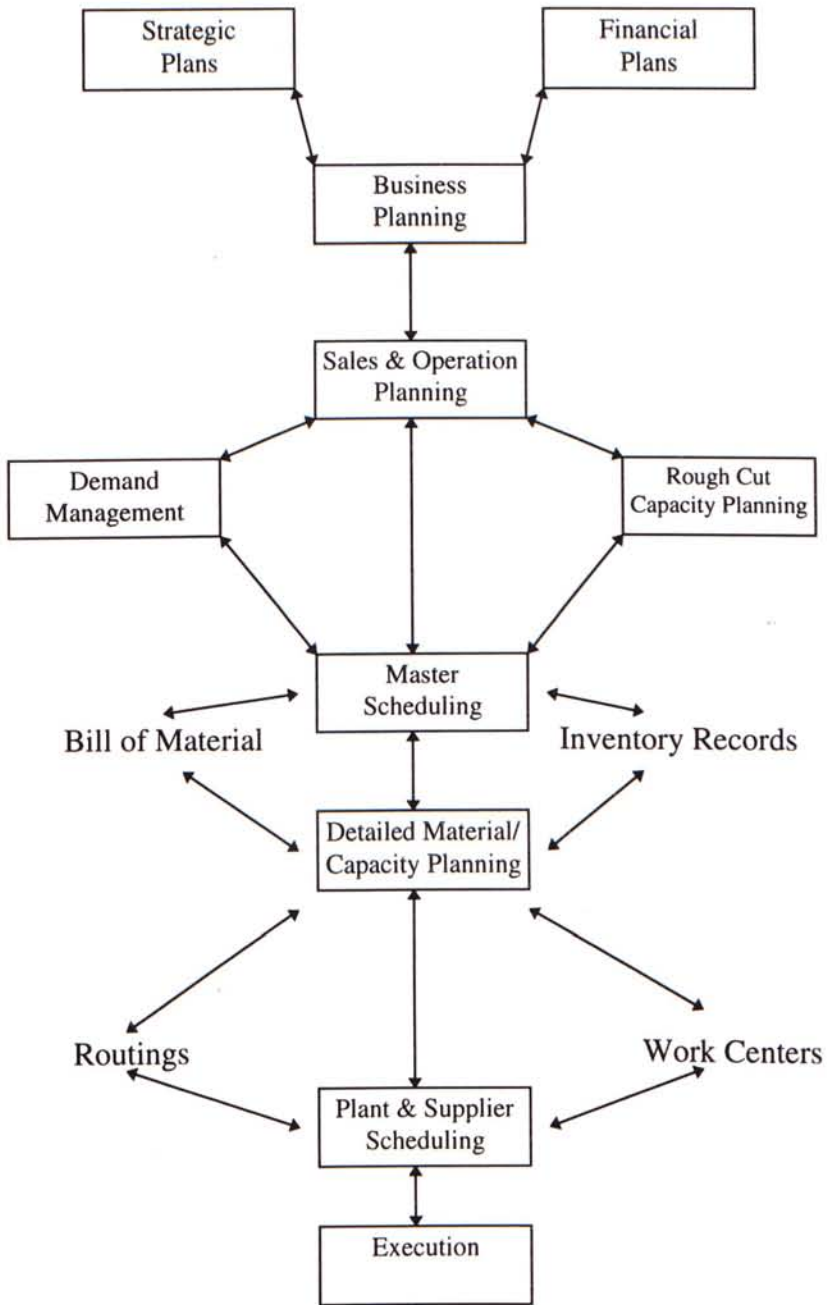 Strategic
Plans
Financial
Plans
Business
Planning
Sales & Operation
Planning
Demand
Management
Rough Cut
Capacity Planning
Master
Scheduling
Bill of Material
Inventory Records
Detailed Material/
Capacity Planning
Routings
Work Centers
Plant & Supplier
Scheduling
Execution